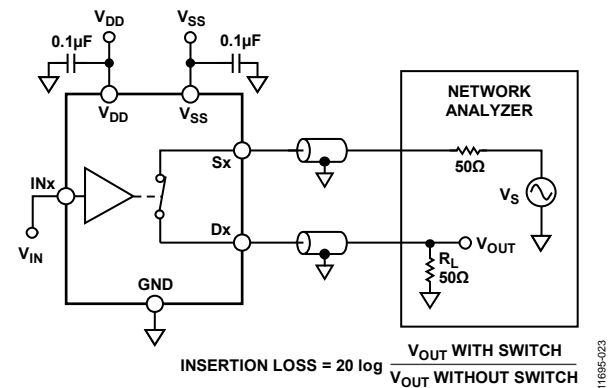 VDD
VSS
0.1µF
0.1µF
VDD
VSS
NETWORK
ANALYZER
Sx
50Ω
INx
VS
Dx
VOUT
VIN
RL
50Ω
GND
INSERTION LOSS = 20 log VOUT WITH SWITCH
VOUT WITHOUT SWITCH
11695-023